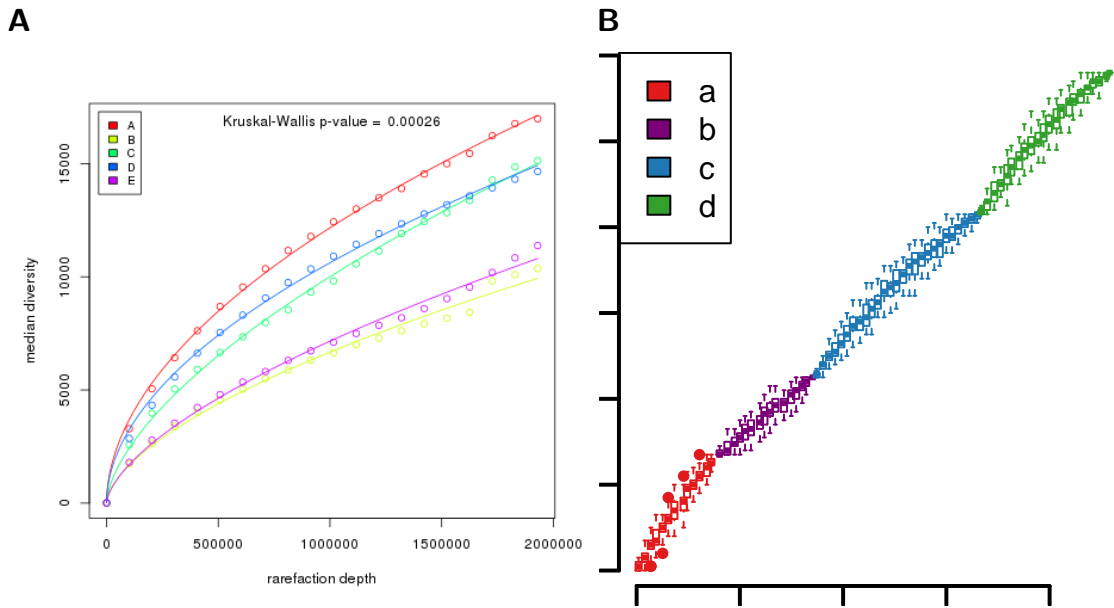 A
B
Kruskal-Wallis p-value = 0.00026
A
B
C
D
E
median diversity
0
5000
10000
15000
0
500000
1000000
1500000
2000000
rarefaction depth
a
b
c
d